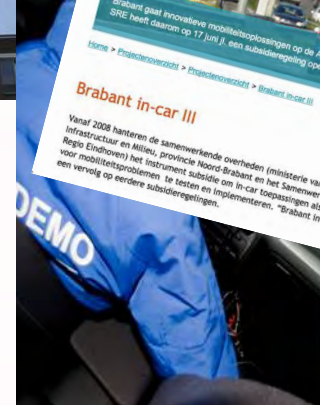 Brabant gaat innovatieve mobiliteitsoplossingen op de A
SRE heeft daarom op 17 juni jl. een subsidieregeling ope
Home > Projectenoverzicht > Projectenoverzicht > Brabant in-car III
Brabant in-car III
Vanaf 2008 hanteren de samenwerkende overheden (ministerie van
Infrastructuur en Milieu, provincie Noord-Brabant en het Samenwer
Regio Eindhoven) het instrument subsidie om in-car toepassingen als
voor mobiliteitsproblemen te testen en implementeren. "Brabant in
een vervolg op eerdere subsidieregelingen.
DEMO